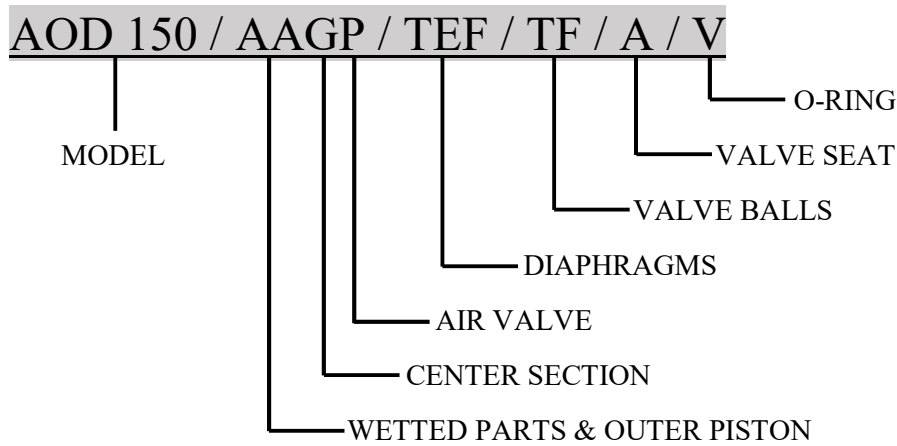 AOD 150 / AAGP / TEF / TF / A / V
O-RING
MODEL
VALVE SEAT
VALVE BALLS
DIAPHRAGMS
AIR VALVE
CENTER SECTION
WETTED PARTS & OUTER PISTON